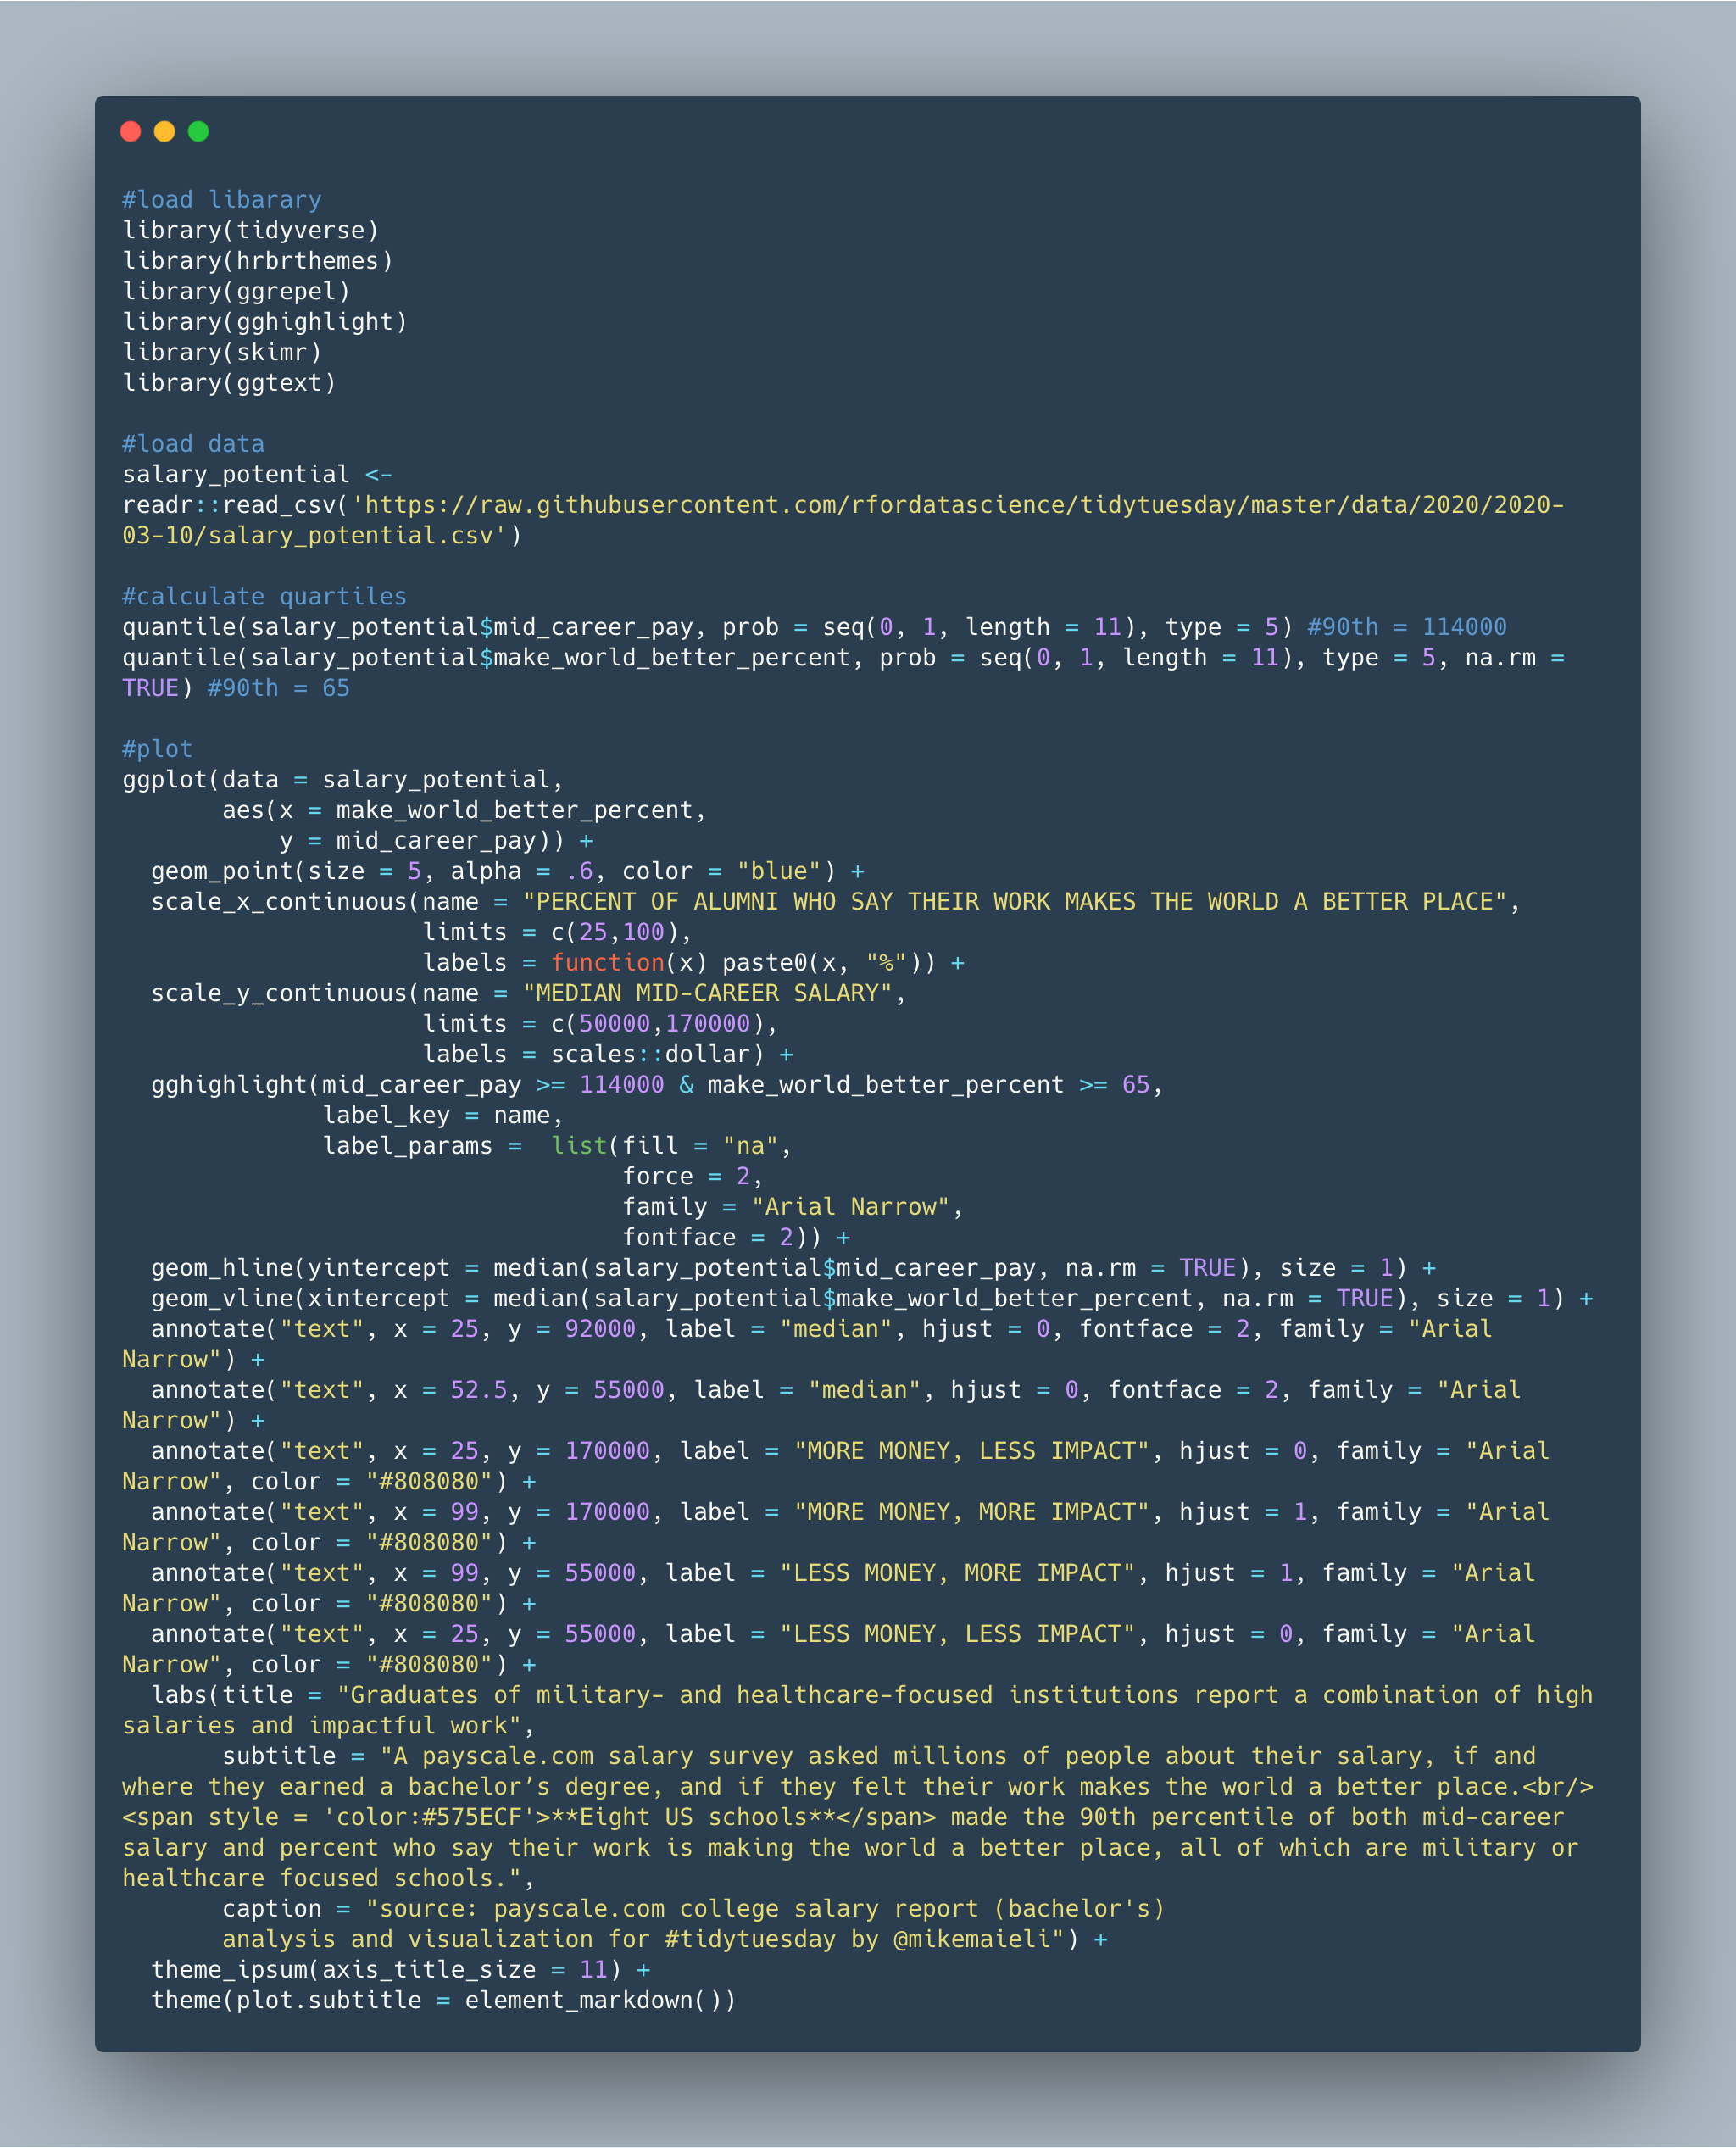 #load libarary
library(tidyverse)
library(hrbrthemes)
library(ggrepel)
library(gghighlight)
library(skimr)
library(ggtext)

#load data
salary_potential <-
readr::read_csv('https://raw.githubusercontent.com/rfordatascience/tidytuesday/master/data/2020/2020-
03-10/salary_potential.csv')

#calculate quartiles
quantile(salary_potential$mid_career_pay, prob = seq(0, 1, length = 11), type = 5) #90th = 114000
quantile(salary_potential$make_world_better_percent, prob = seq(0, 1, length = 11), type = 5, na.rm =
TRUE) #90th = 65

#plot
ggplot(data = salary_potential,
       aes(x = make_world_better_percent,
           y = mid_career_pay)) +
  geom_point(size = 5, alpha = .6, color = "blue") +
  scale_x_continuous(name = "PERCENT OF ALUMNI WHO SAY THEIR WORK MAKES THE WORLD A BETTER PLACE",
                     limits = c(25,100),
                     labels = function(x) paste0(x, "%")) +
  scale_y_continuous(name = "MEDIAN MID-CAREER SALARY",
                     limits = c(50000,170000),
                     labels = scales::dollar) +
  gghighlight(mid_career_pay >= 114000 & make_world_better_percent >= 65,
              label_key = name,
              label_params =  list(fill = "na",
                                   force = 2,
                                   family = "Arial Narrow",
                                   fontface = 2)) +
  geom_hline(yintercept = median(salary_potential$mid_career_pay, na.rm = TRUE), size = 1) +
  geom_vline(xintercept = median(salary_potential$make_world_better_percent, na.rm = TRUE), size = 1) +
  annotate("text", x = 25, y = 92000, label = "median", hjust = 0, fontface = 2, family = "Arial
Narrow") +
  annotate("text", x = 52.5, y = 55000, label = "median", hjust = 0, fontface = 2, family = "Arial
Narrow") +
  annotate("text", x = 25, y = 170000, label = "MORE MONEY, LESS IMPACT", hjust = 0, family = "Arial
Narrow", color = "#808080") +
  annotate("text", x = 99, y = 170000, label = "MORE MONEY, MORE IMPACT", hjust = 1, family = "Arial
Narrow", color = "#808080") +
  annotate("text", x = 99, y = 55000, label = "LESS MONEY, MORE IMPACT", hjust = 1, family = "Arial
Narrow", color = "#808080") +
  annotate("text", x = 25, y = 55000, label = "LESS MONEY, LESS IMPACT", hjust = 0, family = "Arial
Narrow", color = "#808080") +
  labs(title = "Graduates of military- and healthcare-focused institutions report a combination of high
salaries and impactful work",
       subtitle = "A payscale.com salary survey asked millions of people about their salary, if and
where they earned a bachelor’s degree, and if they felt their work makes the world a better place.<br/>
<span style = 'color:#575ECF'>**Eight US schools**</span> made the 90th percentile of both mid-career
salary and percent who say their work is making the world a better place, all of which are military or
healthcare focused schools.",
       caption = "source: payscale.com college salary report (bachelor's)
       analysis and visualization for #tidytuesday by @mikemaieli") +
  theme_ipsum(axis_title_size = 11) +
  theme(plot.subtitle = element_markdown())